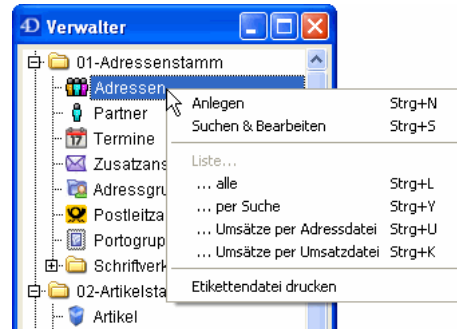 4D Verwalter
01-Adressenstamm
Adressen
Partner
Termine
Zusatzans
Adressgru
Postleitza
Portogrup
Schriftverk
02-Artikelsta
Artikel
Anlegen Strg+N
Suchen & Bearbeiten Strg+S
Liste...
... alle Strg+L
... per Suche Strg+Y
... Umsätze per Adressdatei Strg+U
... Umsätze per Umsatzdatei Strg+K
Etikettendatei drucken